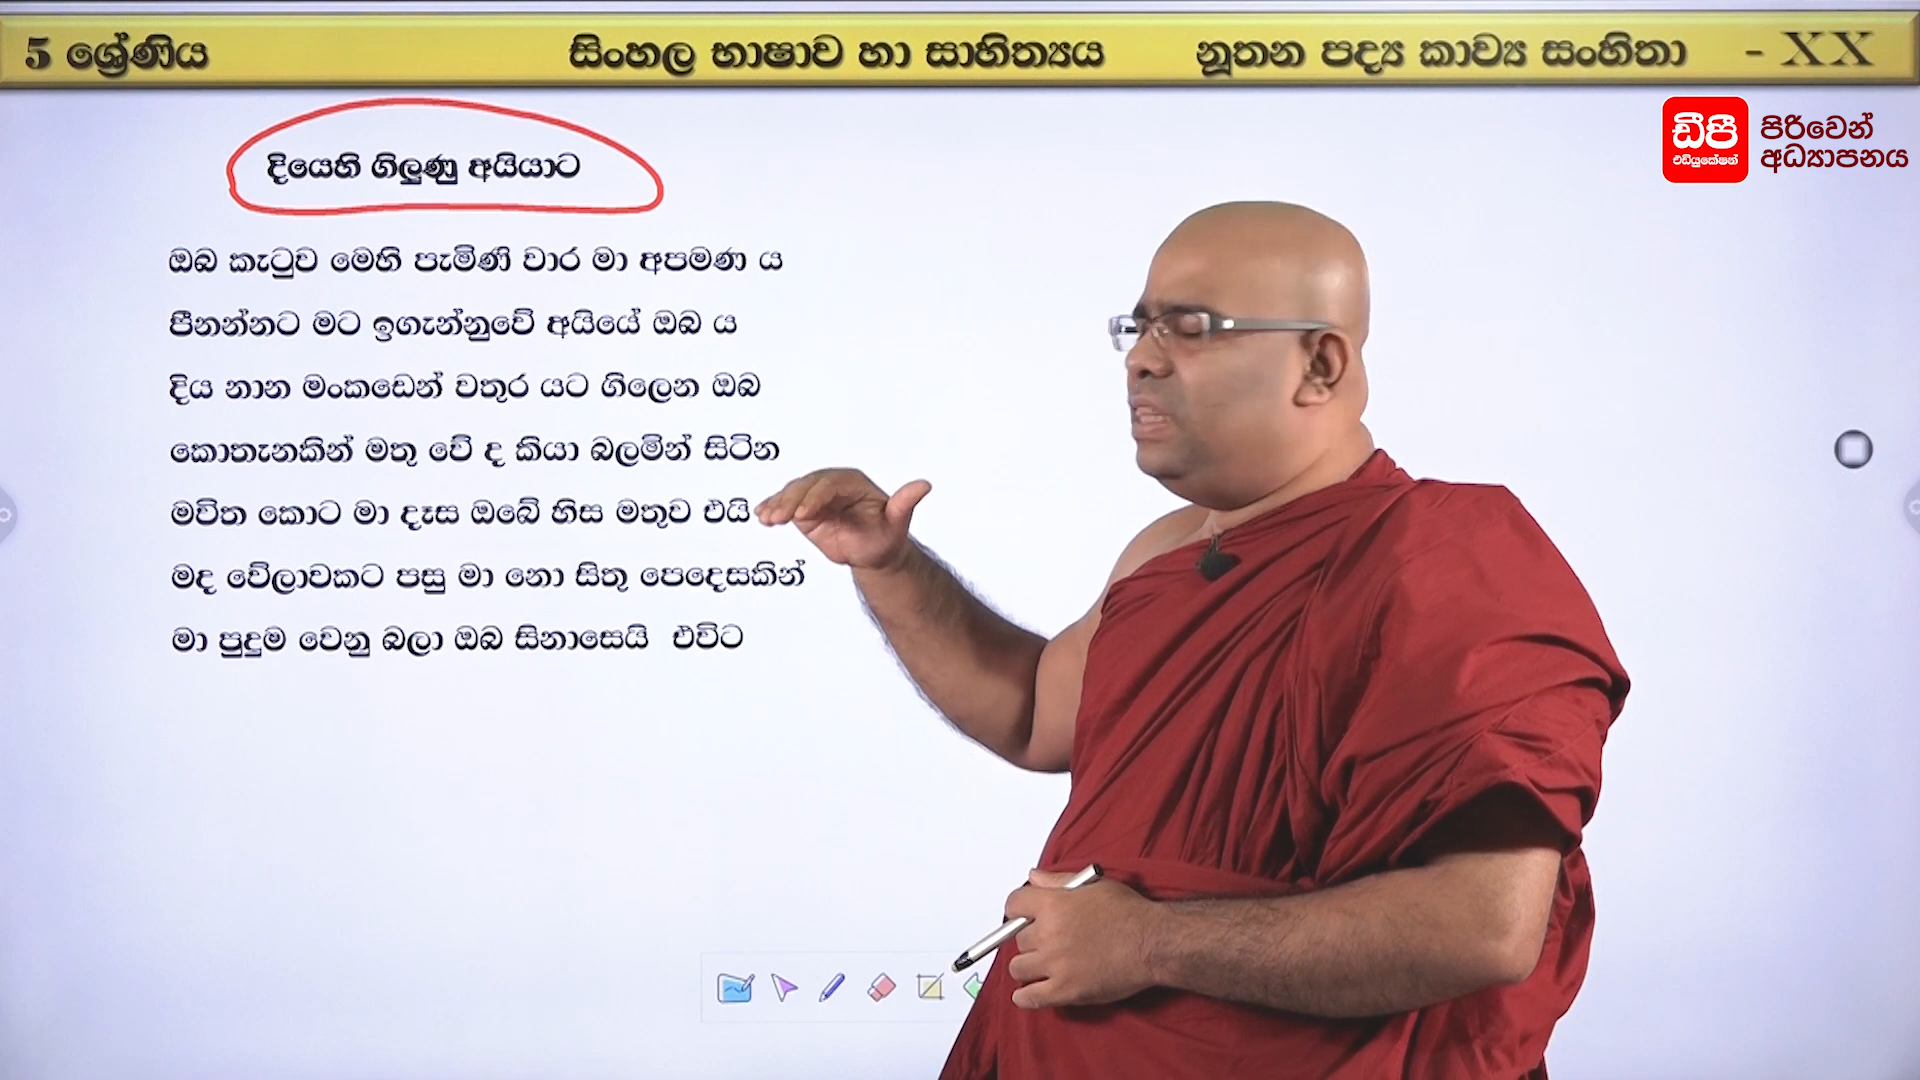 5 ශ්‍රේණිය සිංහල භාෂාව හා සාහිත්‍යය නූතන පද්‍ය කාව්‍ය සංහිතා - XX
ඩීපී
එඩියුකේෂන්
පිරිවෙන්
අධ්‍යාපනය
දියෙහි ගිලුණු අයියාට
ඔබ කැටුව මෙහි පැමිණි වාර මා අපමණ ය
පීනන්නට මට ඉගැන්නුවේ අයියේ ඔබ ය
දිය නාන මංකඩෙන් වතුර යට ගිලෙන ඔබ
කොතැනකින් මතු වේ ද කියා බලමින් සිටින
මවිත කොට මා දෑස ඔබේ හිස මතුව එයි
මද වේලාවකට පසු මා නො සිතූ පෙදෙසකින්
මා පුදුම වෙනු බලා ඔබ සිනාසෙයි එවිට